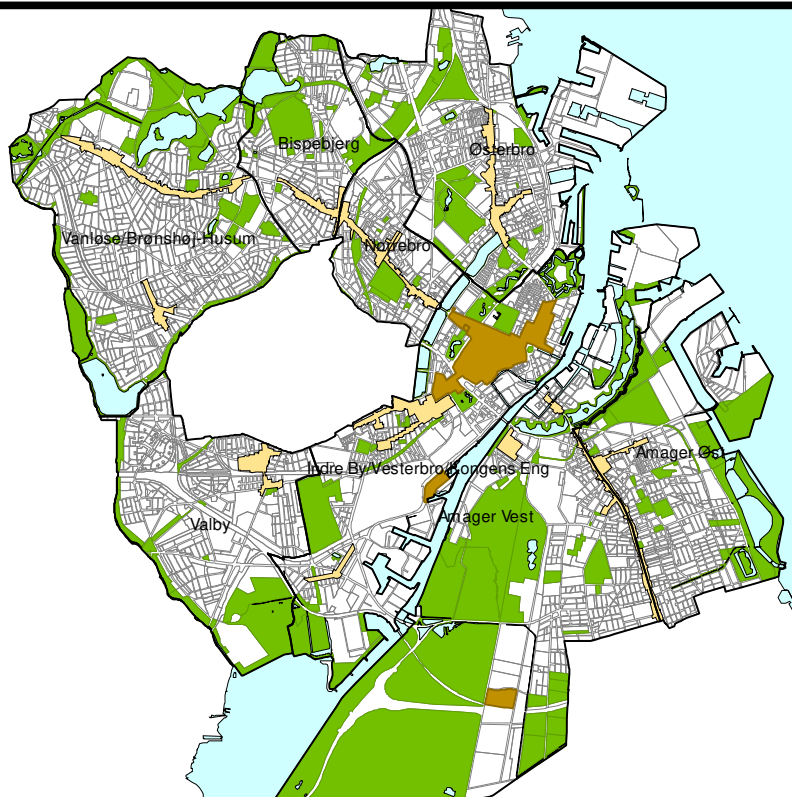 Bispebjerg
Østerbro
Vanløse/Brønshøj-Husum
Nørrebro
Amager Øst
Indre By/Vesterbro/Kongens Eng
Amager Vest
Valby